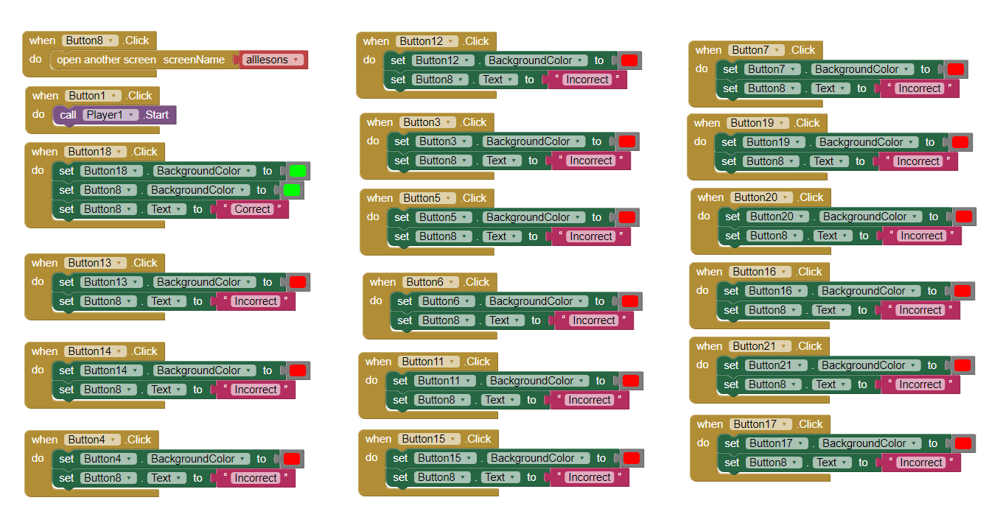 when Button8 .Click
do open another screen screenName alllesons
when Button1 .Click
do call Player1 .Start
when Button18 .Click
do set Button18 . BackgroundColor to
set Button8 . BackgroundColor to
set Button8 . Text to “ Correct ”
when Button13 .Click
do set Button13 . BackgroundColor to
set Button8 . Text to “ Incorrect ”
when Button14 .Click
do set Button14 . BackgroundColor to
set Button8 . Text to “ Incorrect ”
when Button4 .Click
do set Button4 . BackgroundColor to
set Button8 . Text to “ Incorrect ”
when Button12 .Click
do set Button12 . BackgroundColor to
set Button8 . Text to “ Incorrect ”
when Button3 .Click
do set Button3 . BackgroundColor to
set Button8 . Text to “ Incorrect ”
when Button5 .Click
do set Button5 . BackgroundColor to
set Button8 . Text to “ Incorrect ”
when Button6 .Click
do set Button6 . BackgroundColor to
set Button8 . Text to “ Incorrect ”
when Button11 .Click
do set Button11 . BackgroundColor to
set Button8 . Text to “ Incorrect ”
when Button15 .Click
do set Button15 . BackgroundColor to
set Button8 . Text to “ Incorrect ”
when Button7 .Click
do set Button7 . BackgroundColor to
set Button8 . Text to “ Incorrect ”
when Button19 .Click
do set Button19 . BackgroundColor to
set Button8 . Text to “ Incorrect ”
when Button20 .Click
do set Button20 . BackgroundColor to
set Button8 . Text to “ Incorrect ”
when Button16 .Click
do set Button16 . BackgroundColor to
set Button8 . Text to “ Incorrect ”
when Button21 .Click
do set Button21 . BackgroundColor to
set Button8 . Text to “ Incorrect ”
when Button17 .Click
do set Button17 . BackgroundColor to
set Button8 . Text to “ Incorrect ”